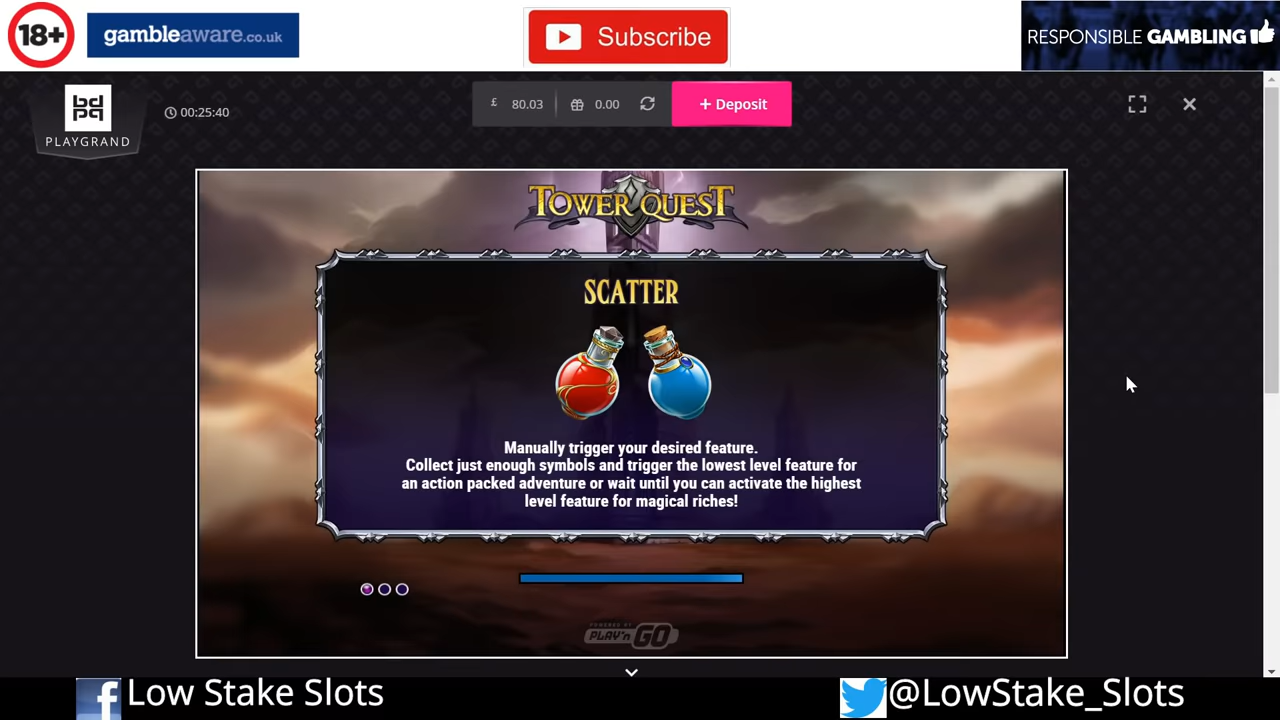 18+
gambleaware.co.uk
Subscribe
RESPONSIBLE GAMBLING
PLAYGRAND
00:25:40
£ 80.03
0.00
+ Deposit
TOWER QUEST
SCATTER
Manually trigger your desired feature.
Collect just enough symbols and trigger the lowest level feature for
an action packed adventure or wait until you can activate the highest
level feature for magical riches!
POWERED BY
PLAY'n GO
Low Stake Slots
@LowStake_Slots